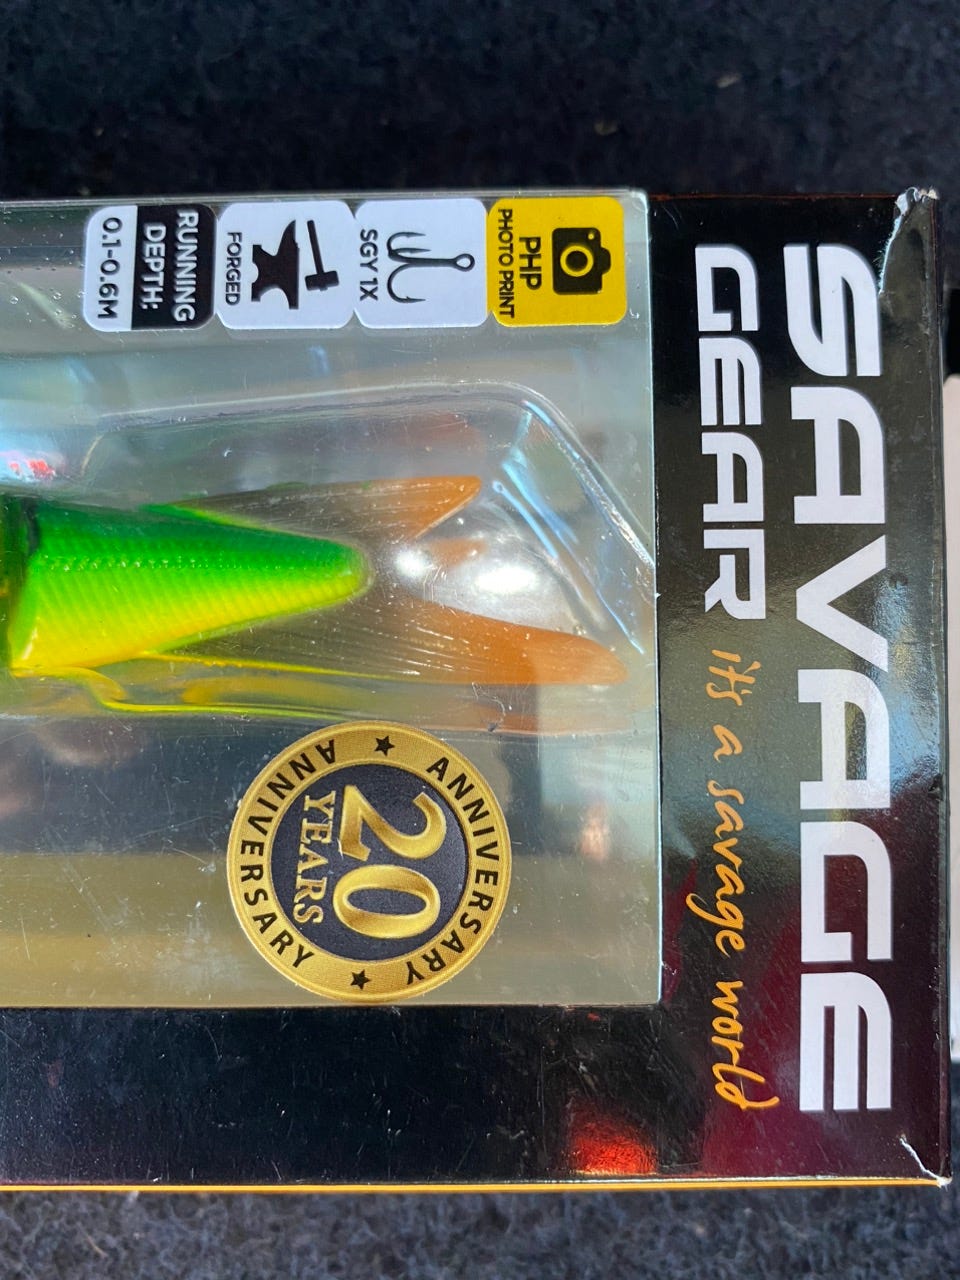 SAVAGE
GEAR it's a savage world
PHP
PHOTO PRINT
SGY 1X
FORGED
RUNNING
DEPTH:
0.1-0.6M
ANNIVERSARY
20
YEARS
ANNIVERSARY